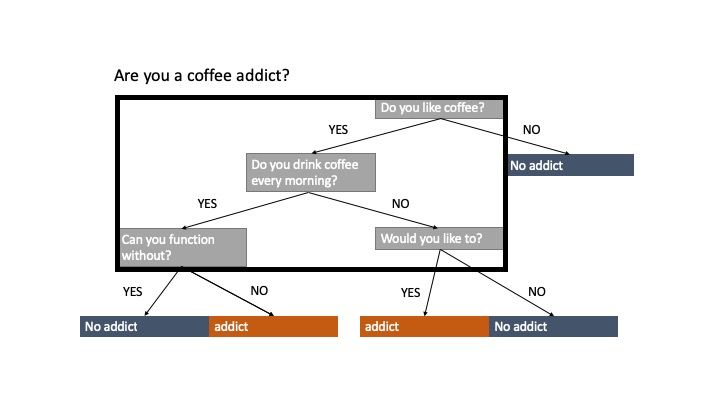 Are you a coffee addict?
Do you like coffee?
YES
NO
Do you drink coffee
every morning?
No addict
YES
NO
Can you function
without?
Would you like to?
YES
NO
YES
NO
No addict
addict
addict
No addict